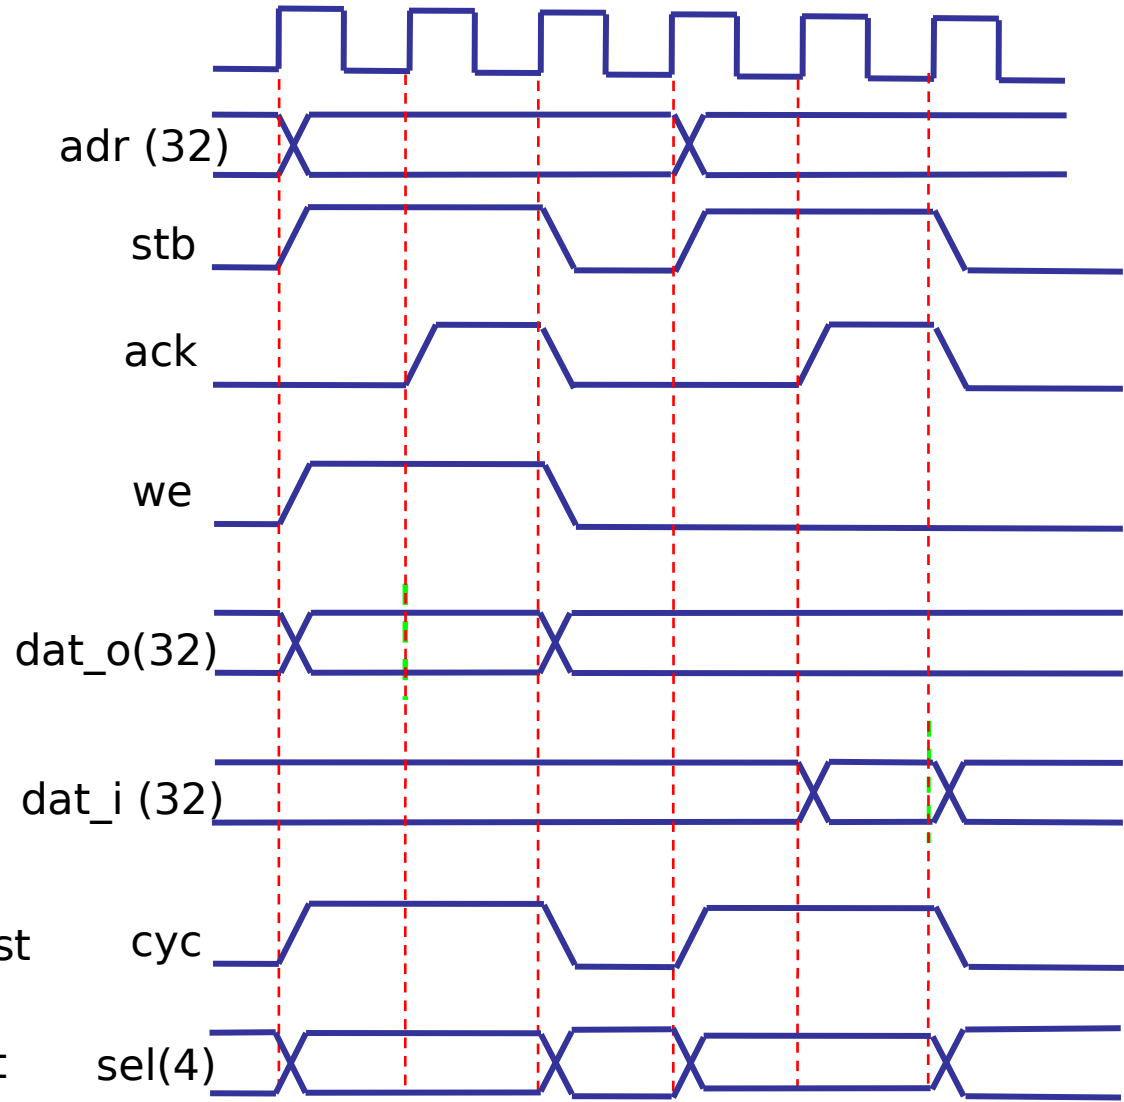 adr (32)
stb
ack
we
dat_o(32)
dat_i (32)
st cyc
t sel(4)